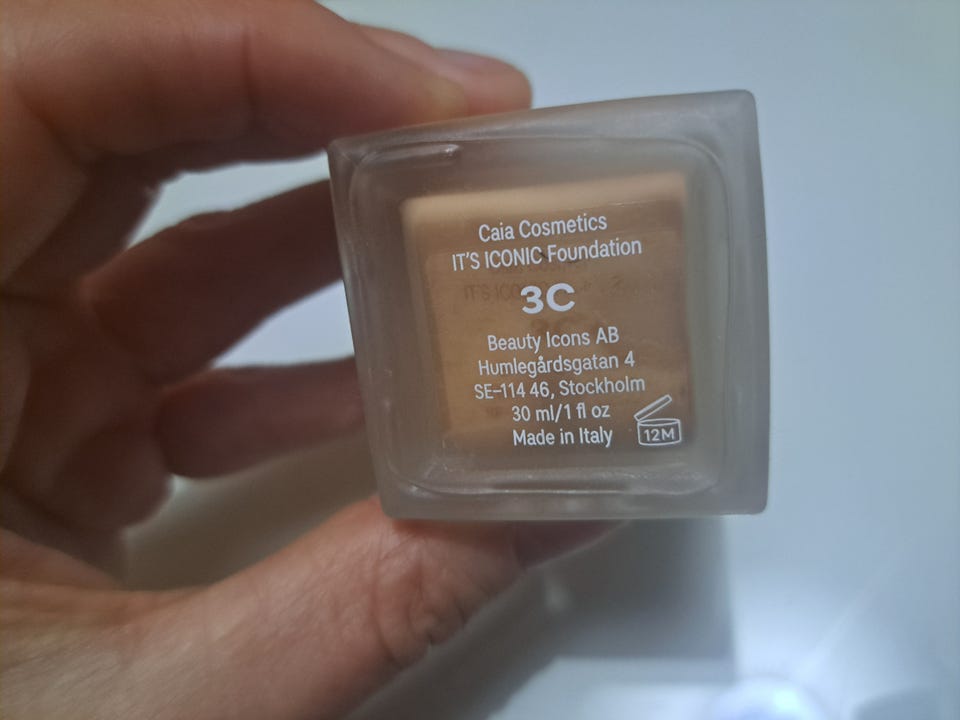 Caia Cosmetics
IT'S ICONIC Foundation
3C
Beauty Icons AB
Humlegårdsgatan 4
SE-114 46, Stockholm
30 ml/1 fl oz
Made in Italy
12M